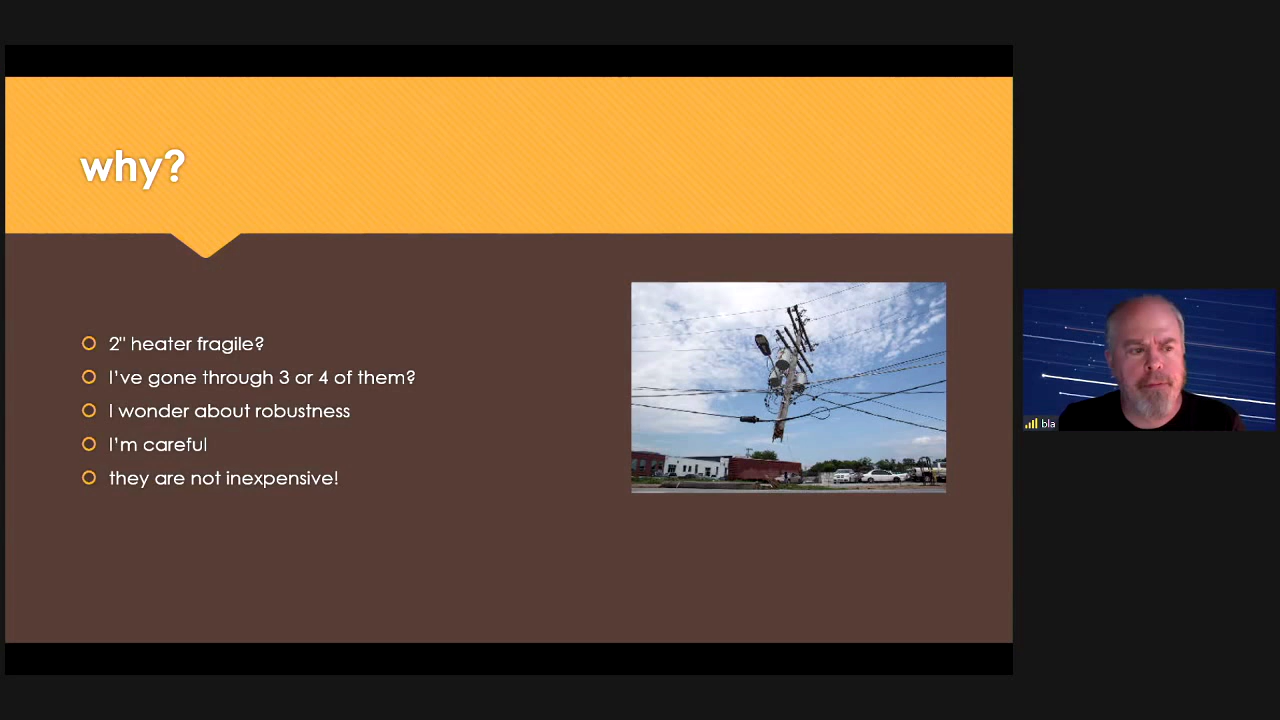 why?
2" heater fragile?
I've gone through 3 or 4 of them?
I wonder about robustness
I'm careful
they are not inexpensive!
bla